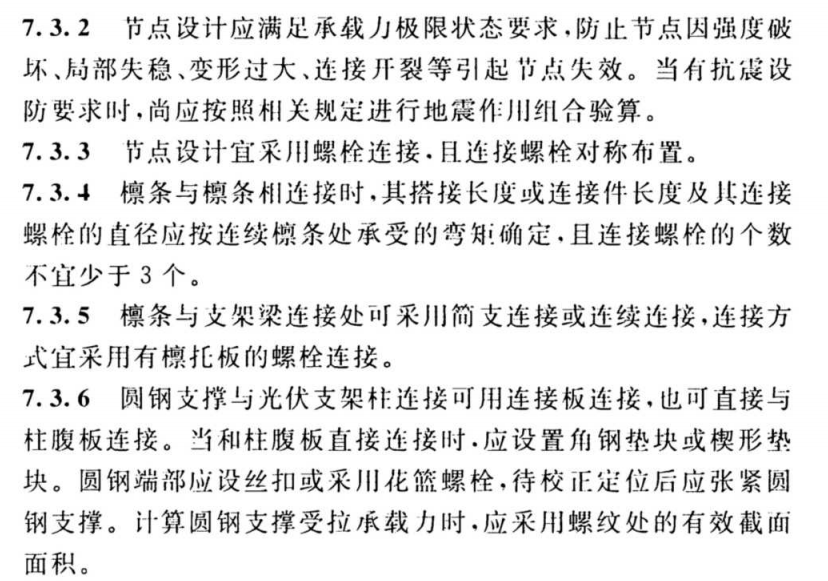 7.3.2 节点设计应满足承载力极限状态要求,防止节点因强度破
坏、局部失稳、变形过大、连接开裂等引起节点失效。当有抗震设
防要求时,尚应按照相关规定进行地震作用组合验算。
7.3.3 节点设计宜采用螺栓连接,且连接螺栓对称布置。
7.3.4 檩条与檩条相连接时,其搭接长度或连接件长度及其连接
螺栓的直径应按连续檩条处承受的弯矩确定,且连接螺栓的个数
不宜少于3个。
7.3.5 檩条与支架梁连接处可采用简支连接或连续连接,连接方
式宜采用有檩托板的螺栓连接。
7.3.6 圆钢支撑与光伏支架柱连接可用连接板连接,也可直接与
柱腹板连接。当和柱腹板直接连接时,应设置角钢垫块或楔形垫
块。圆钢端部应设丝扣或采用花篮螺栓,待校正定位后应张紧圆
钢支撑。计算圆钢支撑受拉承载力时,应采用螺纹处的有效截面
面积。